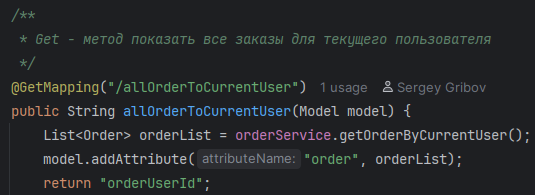 /**
 * Get - метод показать все заказы для текущего пользователя
 */
@GetMapping("/allOrderToCurrentUser") 1 usage Sergey Gribov
public String allOrderToCurrentUser(Model model) {
    List<Order> orderList = orderService.getOrderByCurrentUser();
    model.addAttribute( attributeName: "order", orderList);
    return "orderUserId";